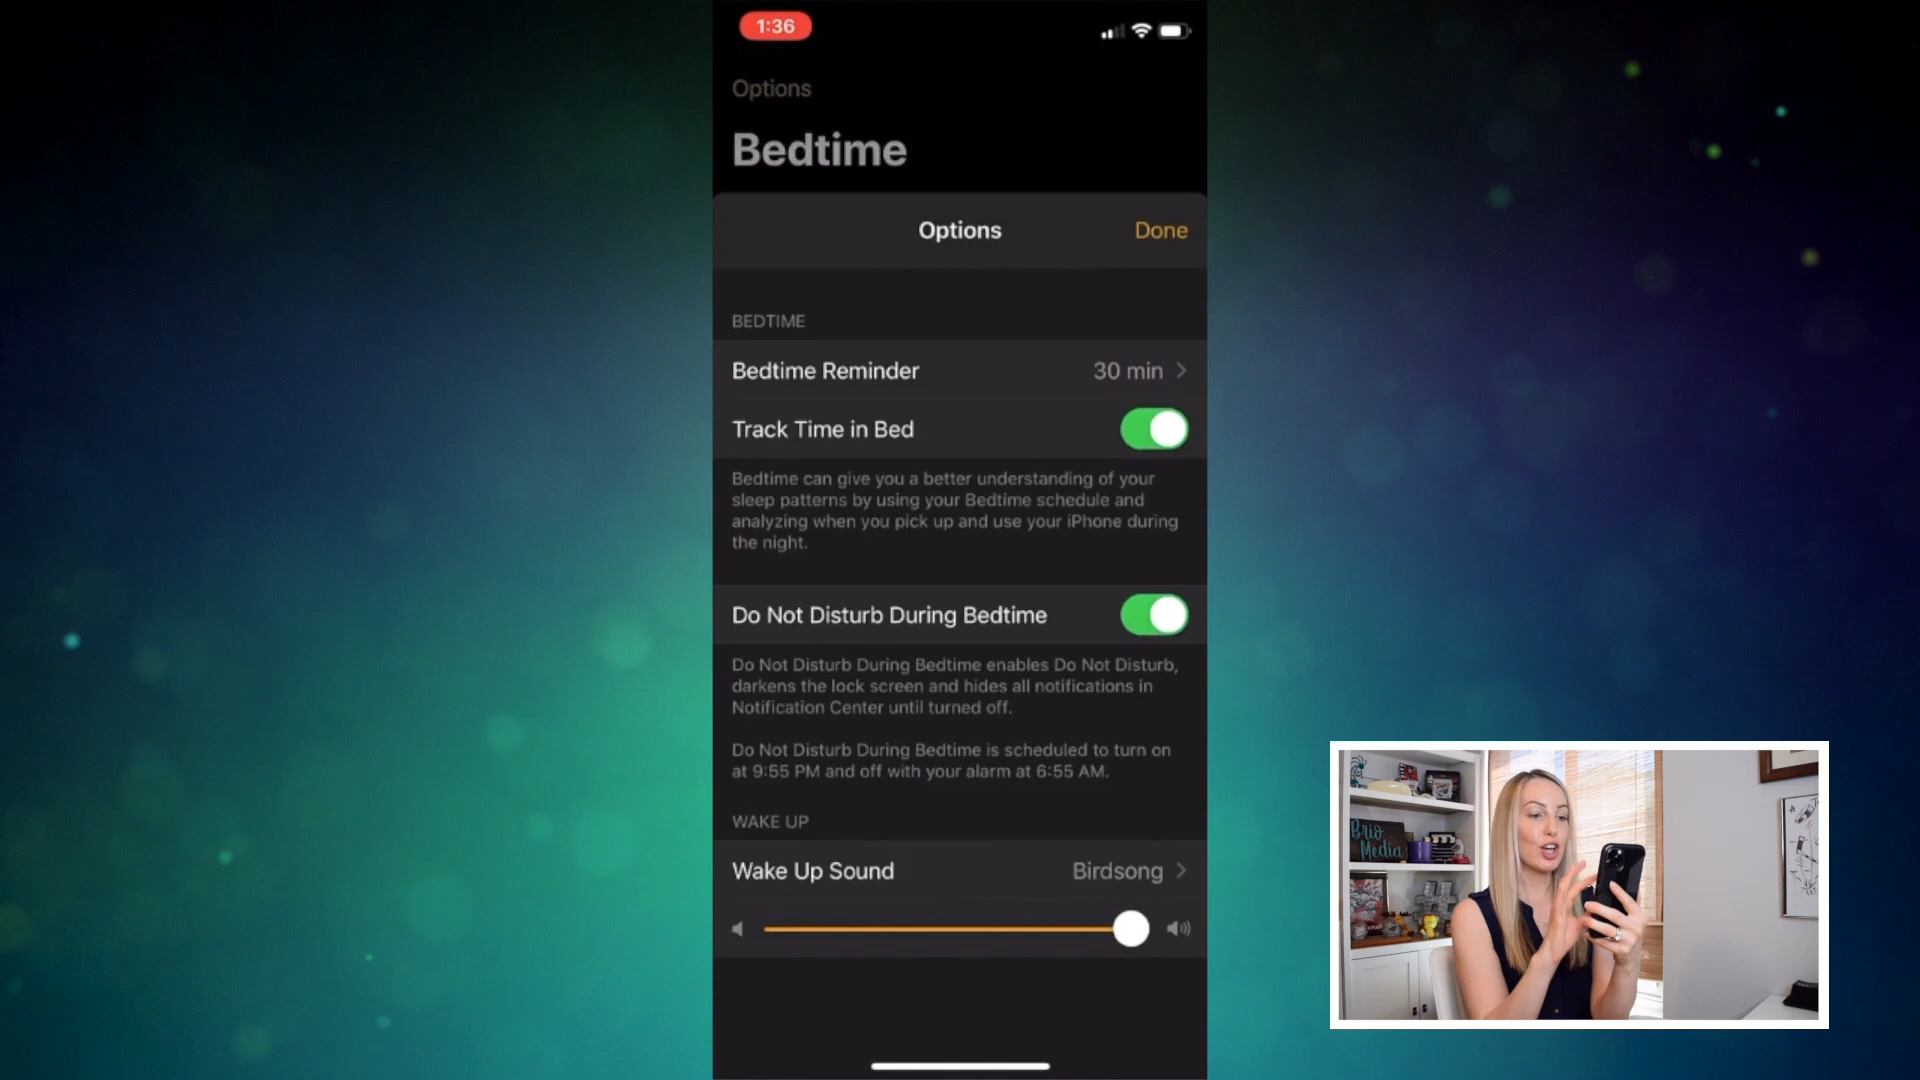 1:36
Options
Bedtime
Options
Done
BEDTIME
Bedtime Reminder
30 min
Track Time in Bed
Bedtime can give you a better understanding of your
sleep patterns by using your Bedtime schedule and
analyzing when you pick up and use your iPhone during
the night.
Do Not Disturb During Bedtime
Do Not Disturb During Bedtime enables Do Not Disturb,
darkens the lock screen and hides all notifications in
Notification Center until turned off.
Do Not Disturb During Bedtime is scheduled to turn on
at 9:55 PM and off with your alarm at 6:55 AM.
WAKE UP
Wake Up Sound
Birdsong
Brio
Media